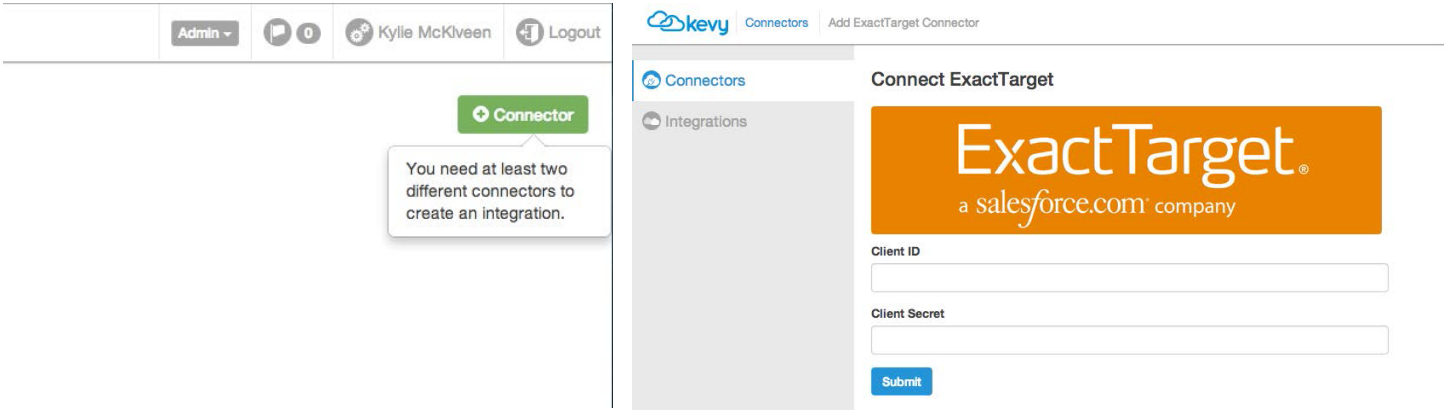 Admin
0
Kylie McKlveen
Logout
Connector
You need at least two
different connectors to
create an integration.
kevy
Connectors
Add ExactTarget Connector
Connectors
Integrations
Connect ExactTarget
ExactTarget®
a salesforce.com® company
Client ID
Client Secret
Submit